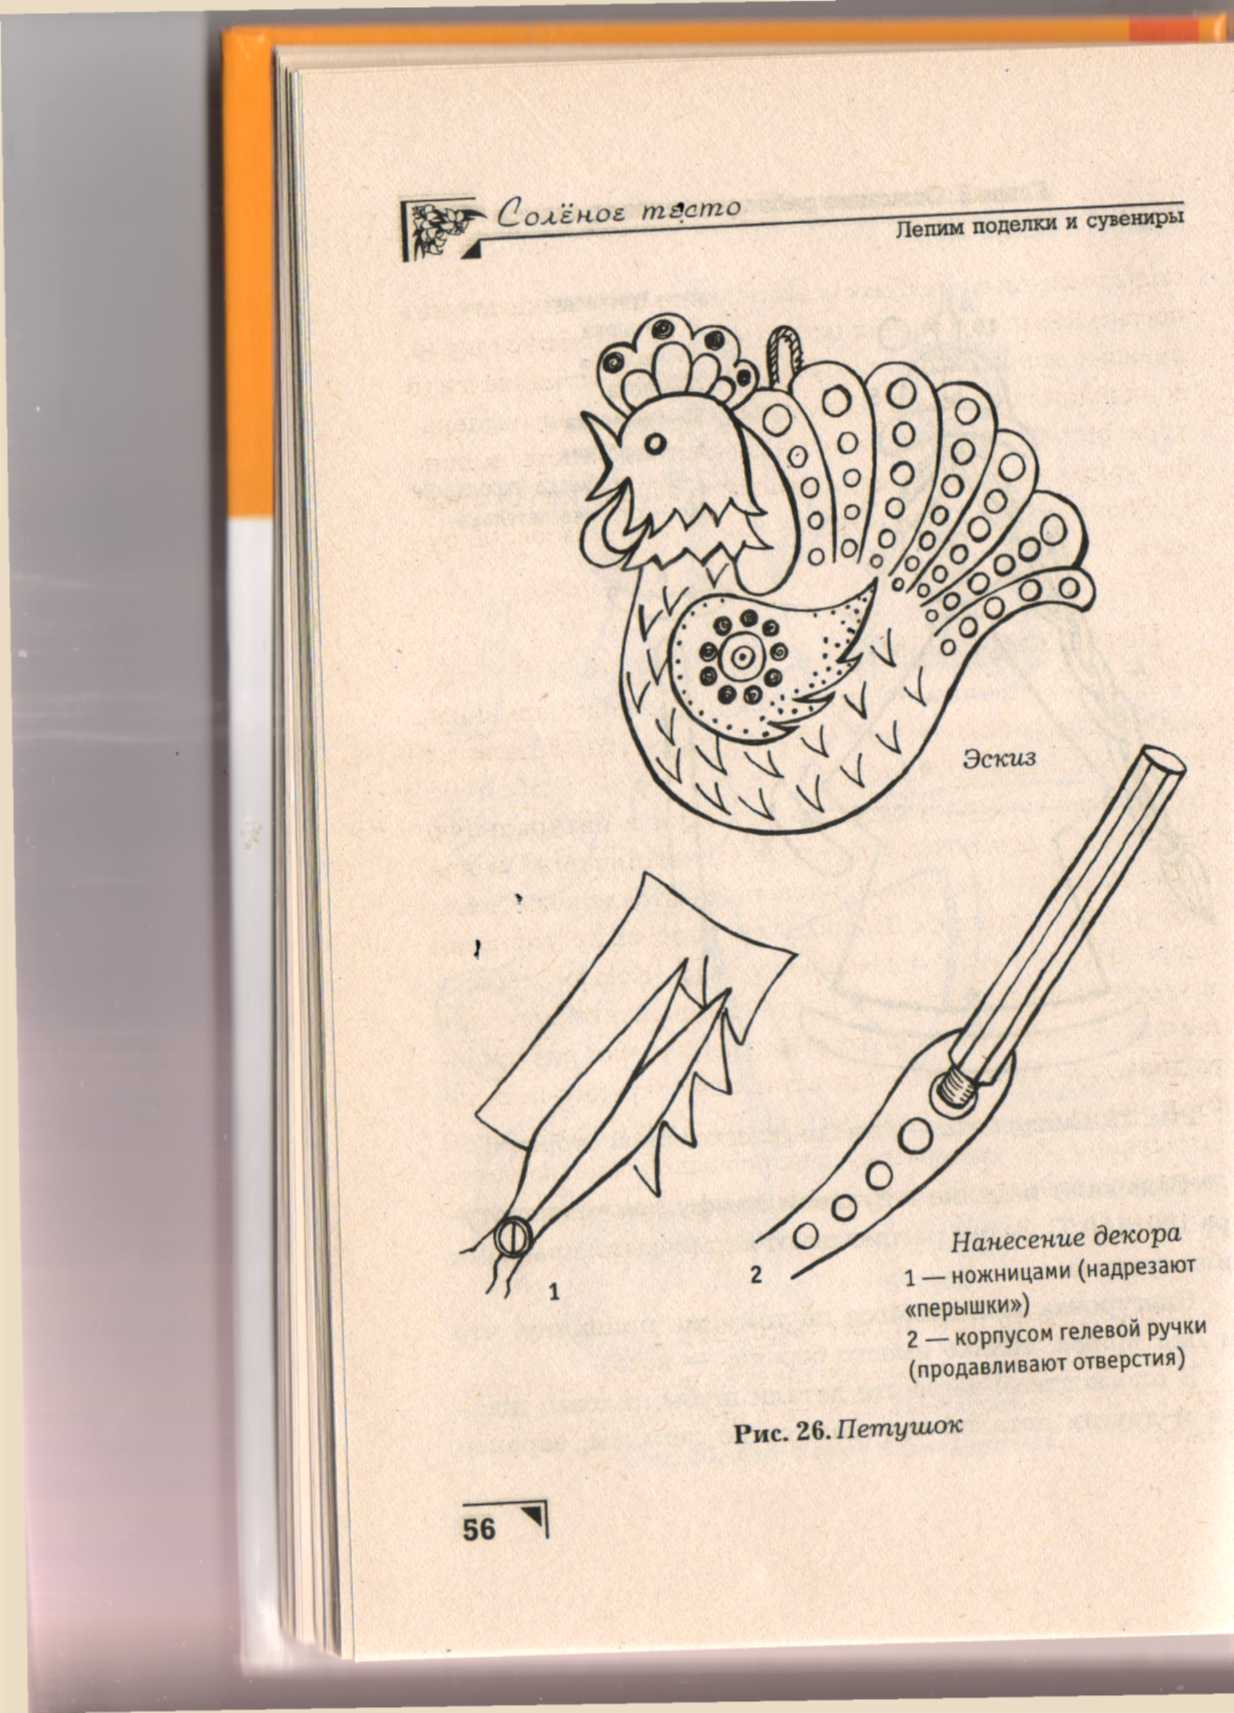 Солёное тесто
Лепим поделки и сувениры
Эскиз
1
2
Нанесение декора
1 — ножницами (надрезают
«перышки»)
2 — корпусом гелевой ручки
(продавливают отверстия)
Рис. 26. Петушок
56